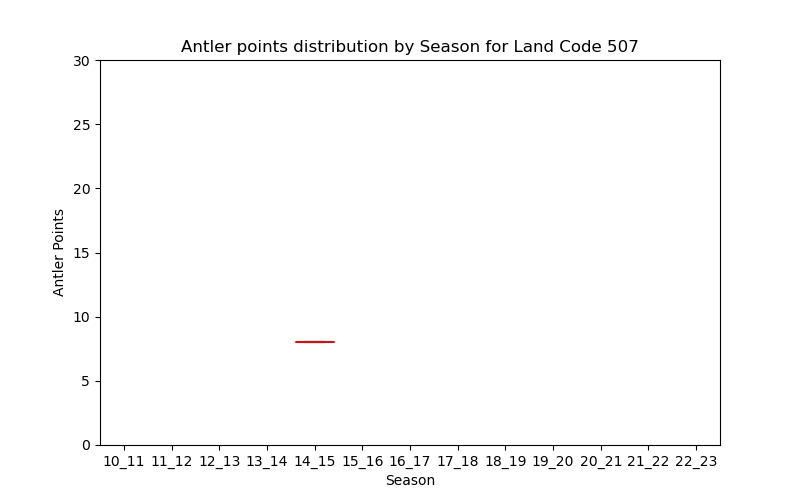 Antler points distribution by Season for Land Code 507
30
25
20
15
10
5
0
Antler Points
10_11 11_12 12_13 13_14 14_15 15_16 16_17 17_18 18_19 19_20 20_21 21_22 22_23
Season